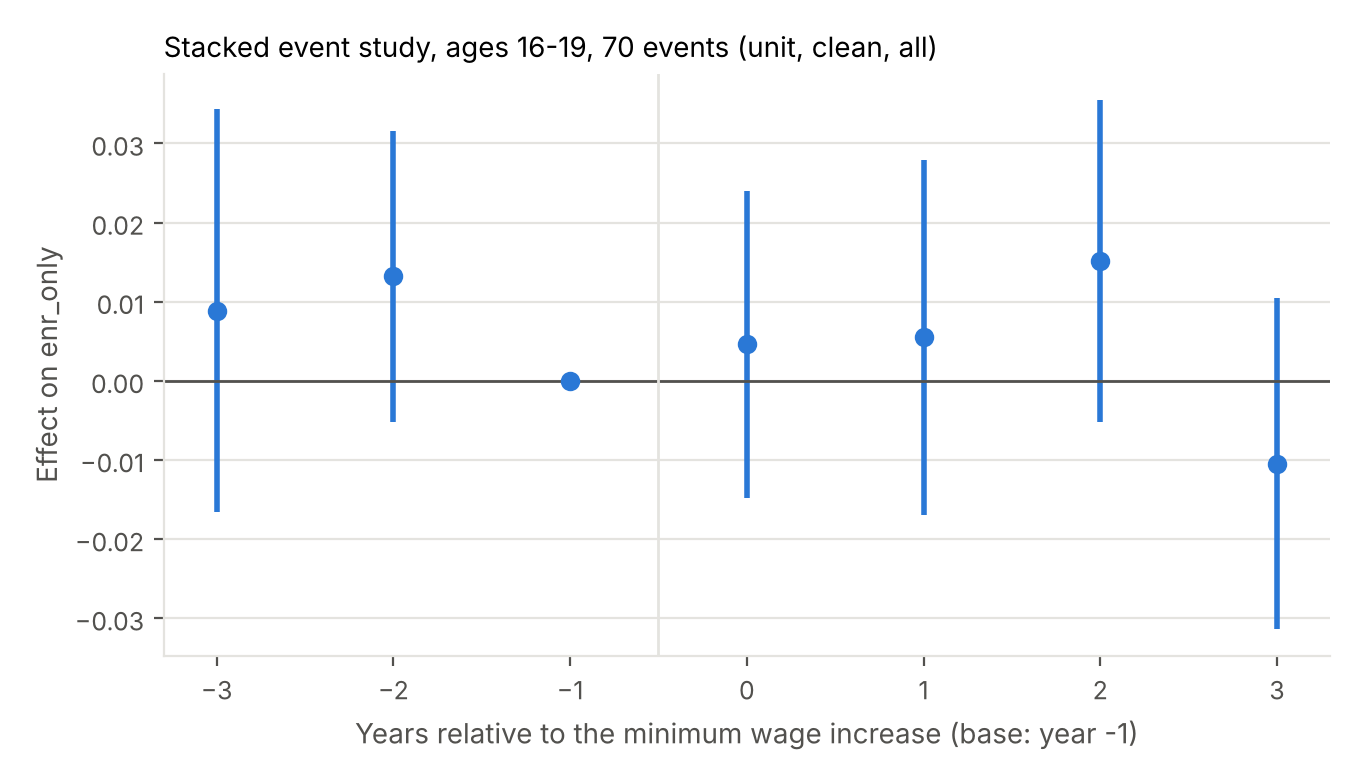 Stacked event study, ages 16-19, 70 events (unit, clean, all)
Effect on enr_only
0.03
0.02
0.01
0.00
−0.01
−0.02
−0.03
−3 −2 −1 0 1 2 3
Years relative to the minimum wage increase (base: year -1)